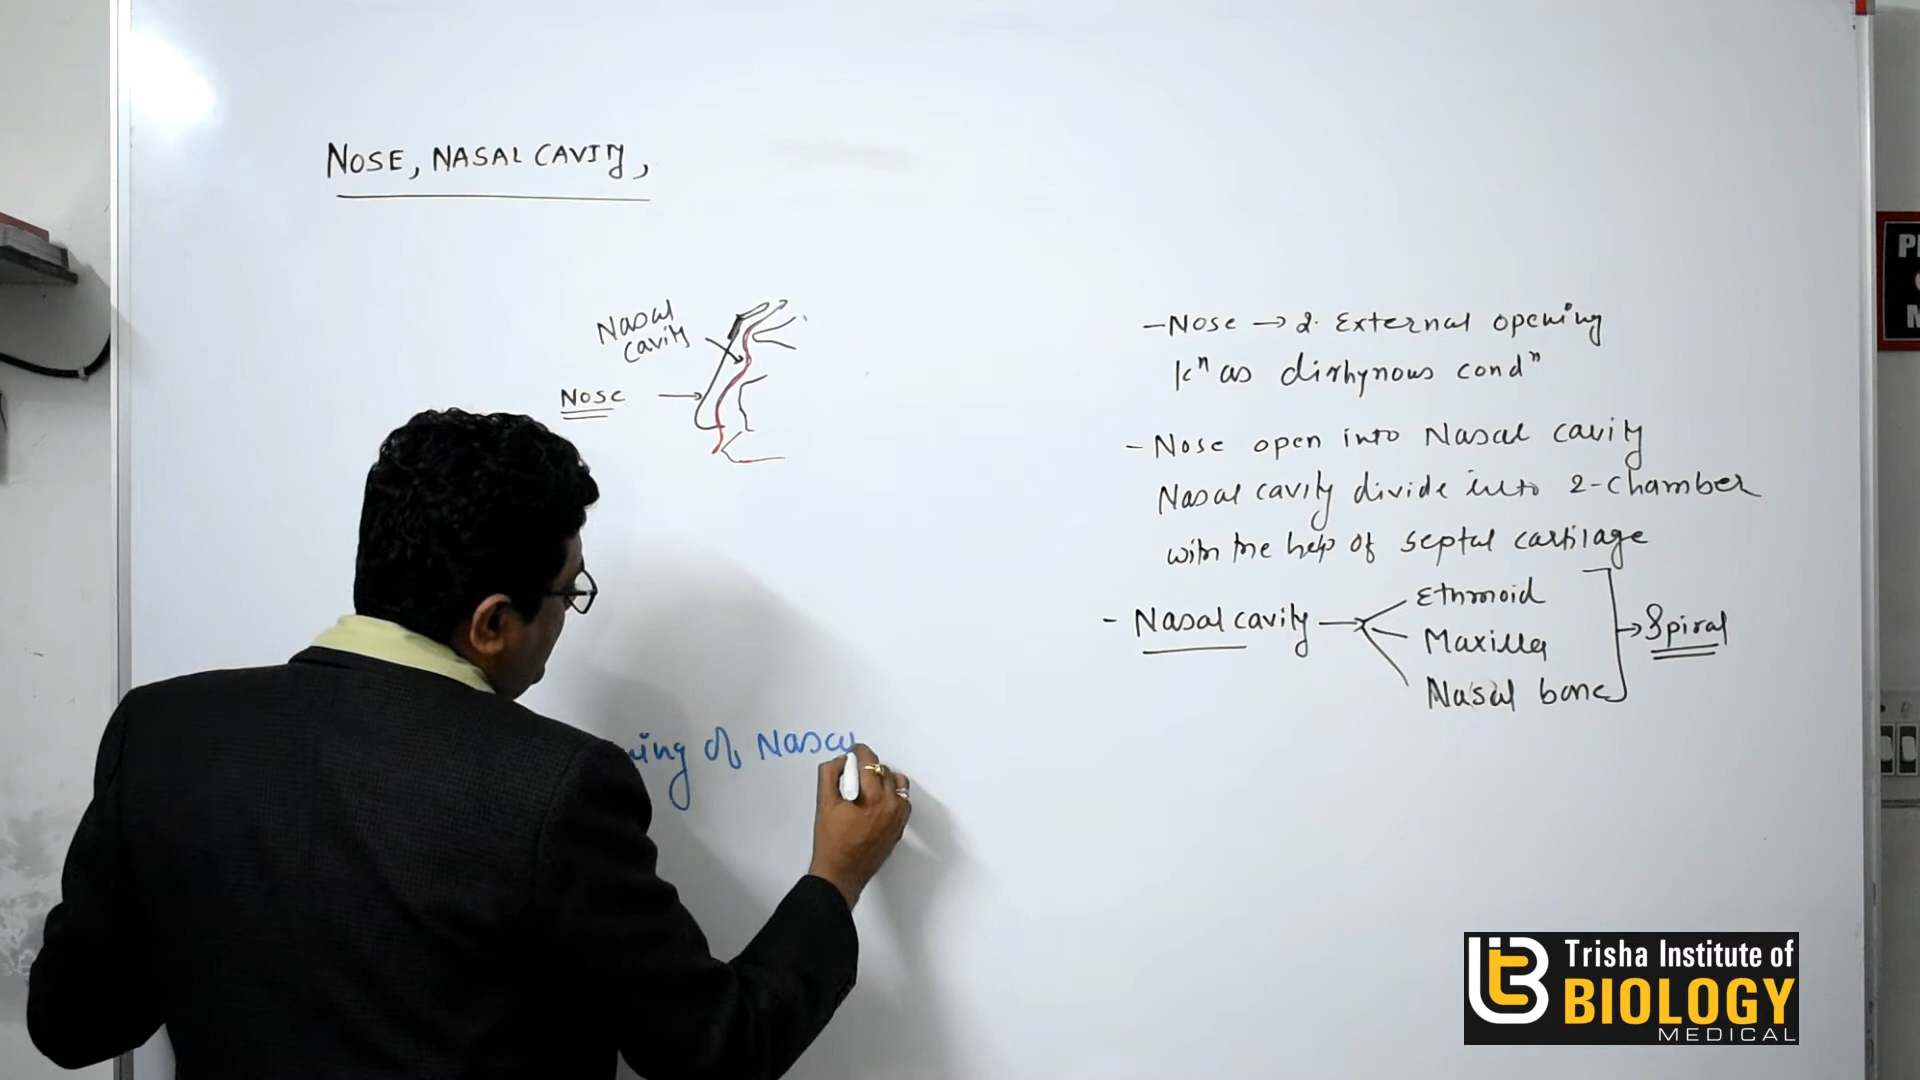 NOSE, NASAL CAVITY,
Nasal
cavity
Nose
- Nose → 2. External opening
kⁿ as dirhynous condⁿ
- Nose open into Nasal cavity
Nasal cavity divide into 2-chamber
with the help of septal cartilage
- Nasal cavity → Ethmoid
Maxilla
Nasal bone
→ Spiral
of
Trisha Institute of
BIOLOGY
MEDICAL